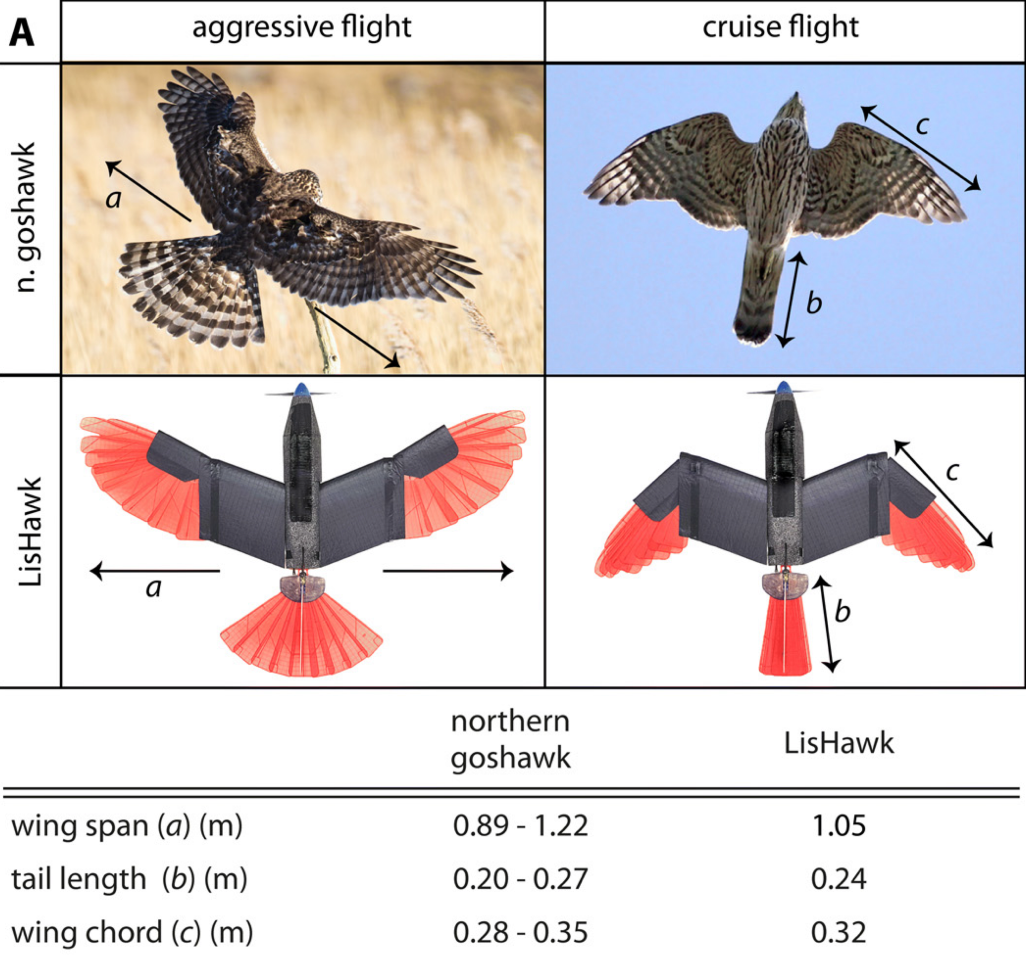 A
aggressive flight
cruise flight
n. goshawk
a
c
b
LisHawk
a
c
b
northern
goshawk
LisHawk
wing span (a) (m)
0.89 - 1.22
1.05
tail length (b) (m)
0.20 - 0.27
0.24
wing chord (c) (m)
0.28 - 0.35
0.32